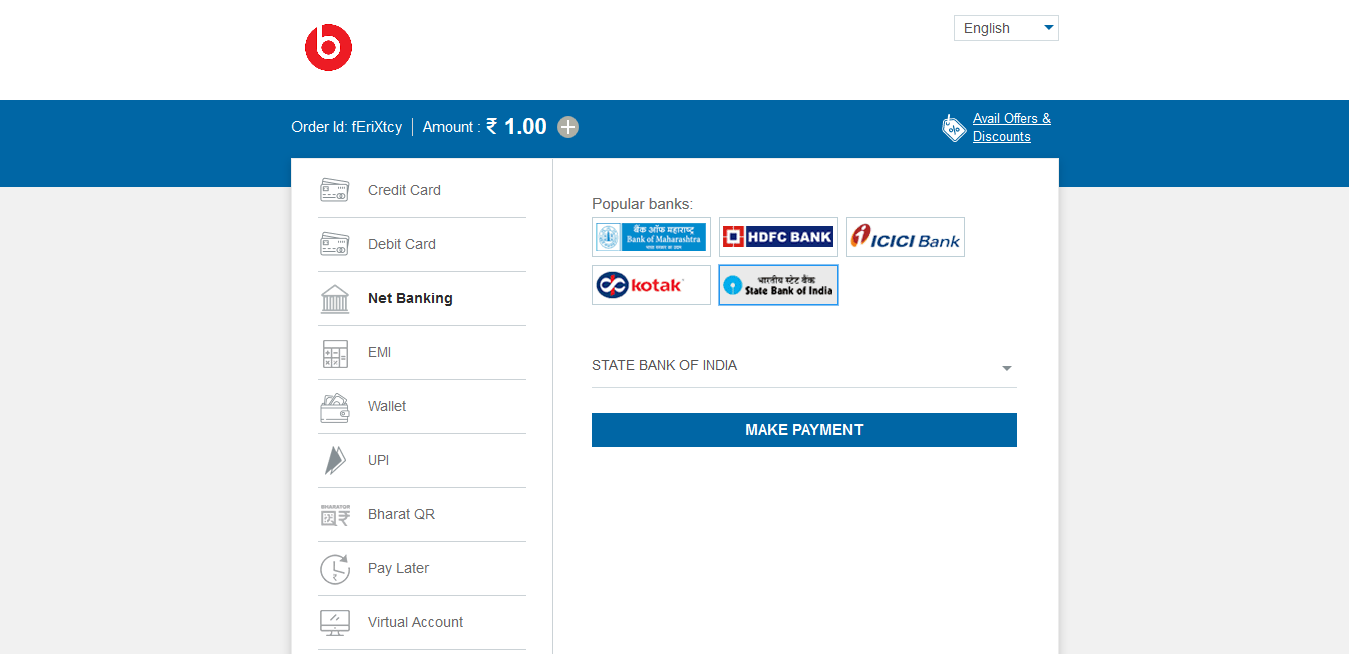 b
English
Order Id: fEriXtcy
Amount : ₹ 1.00
Avail Offers &
Discounts
Credit Card
Debit Card
Net Banking
EMI
Wallet
UPI
BHARATQR
Bharat QR
Pay Later
Virtual Account
Popular banks:
बैंक ऑफ महाराष्ट्र
Bank of Maharashtra
HDFC BANK
ICICI Bank
kotak
भारतीय स्टेट बैंक
State Bank of India
STATE BANK OF INDIA
MAKE PAYMENT